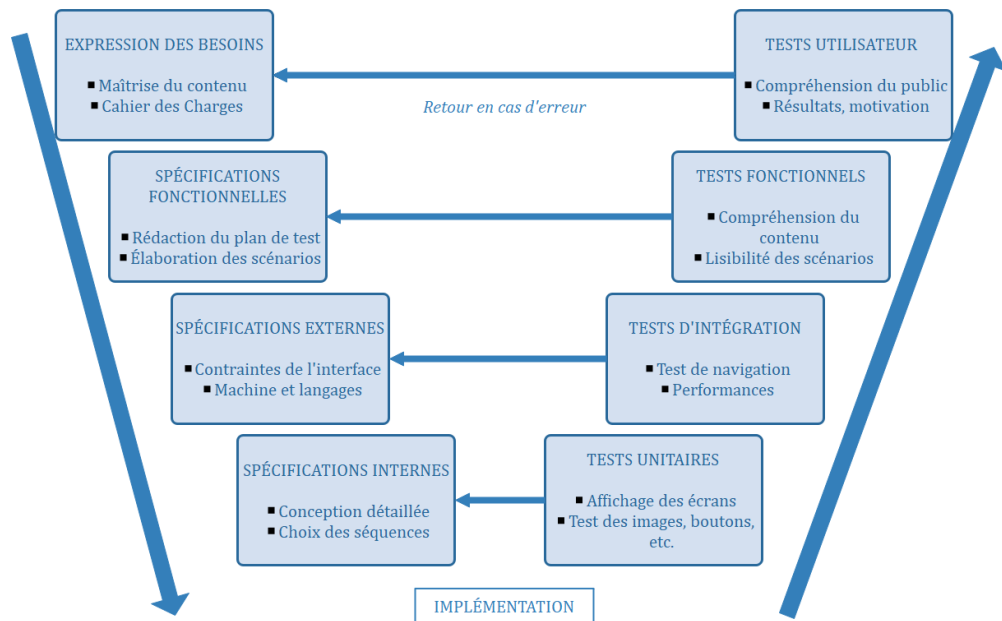 EXPRESSION DES BESOINS
▪ Maîtrise du contenu
▪ Cahier des Charges
TESTS UTILISATEUR
▪ Compréhension du public
▪ Résultats, motivation
Retour en cas d'erreur
SPÉCIFICATIONS
FONCTIONNELLES
▪ Rédaction du plan de test
▪ Élaboration des scénarios
TESTS FONCTIONNELS
▪ Compréhension du
contenu
▪ Lisibilité des scénarios
SPÉCIFICATIONS EXTERNES
▪ Contraintes de l'interface
▪ Machine et langages
TESTS D'INTÉGRATION
▪ Test de navigation
▪ Performances
SPÉCIFICATIONS INTERNES
▪ Conception détaillée
▪ Choix des séquences
TESTS UNITAIRES
▪ Affichage des écrans
▪ Test des images, boutons,
etc.
IMPLÉMENTATION